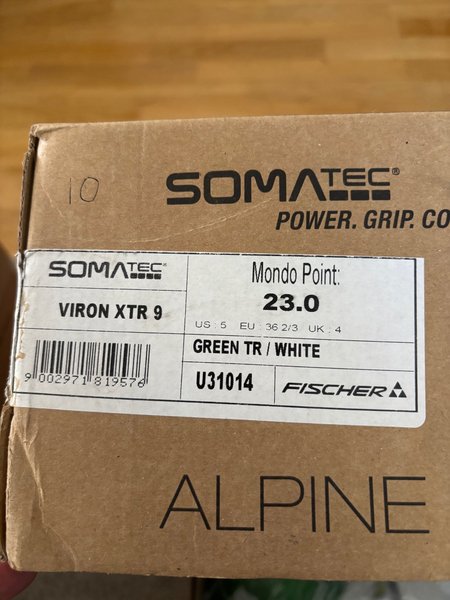 10
SOMATEC®
POWER. GRIP. CO
SOMATEC®
VIRON XTR 9
9 002971 819576
Mondo Point:
23.0
US : 5 EU : 36 2/3 UK : 4
GREEN TR / WHITE
U31014
FISCHER
ALPINE